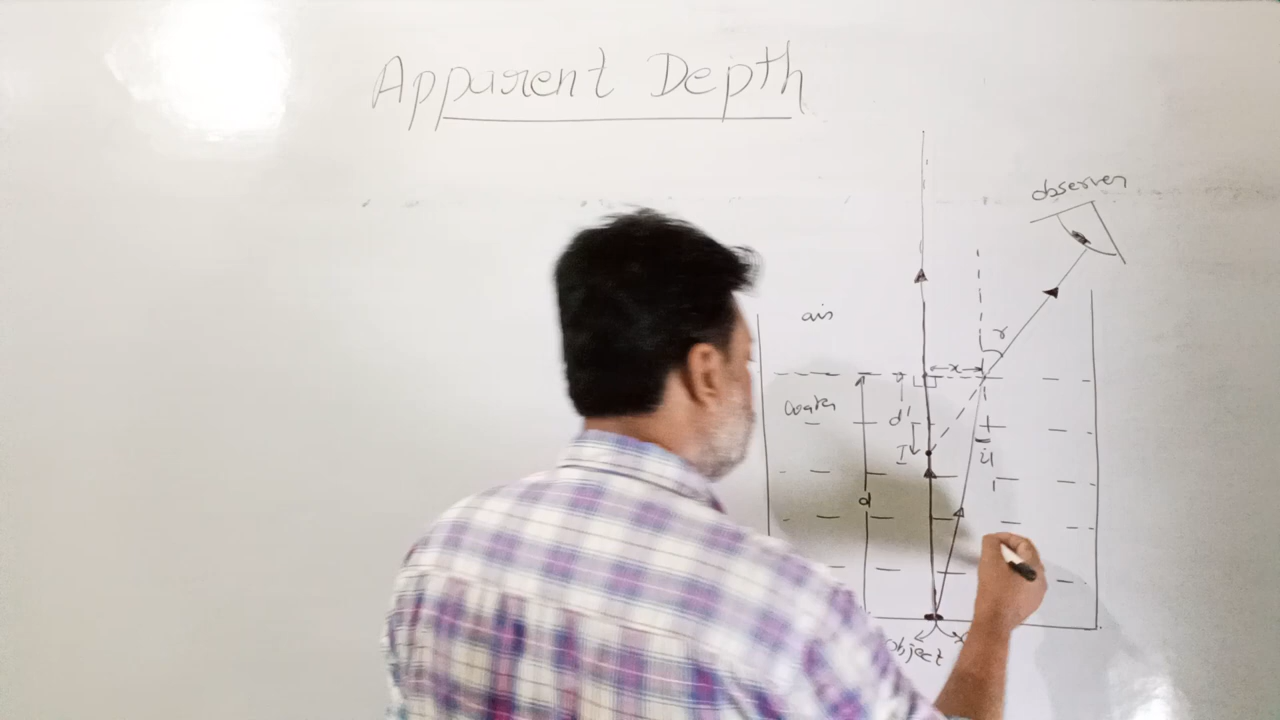 Apparent Depth
observer
air
r
x
water
d'
I
i
d
object